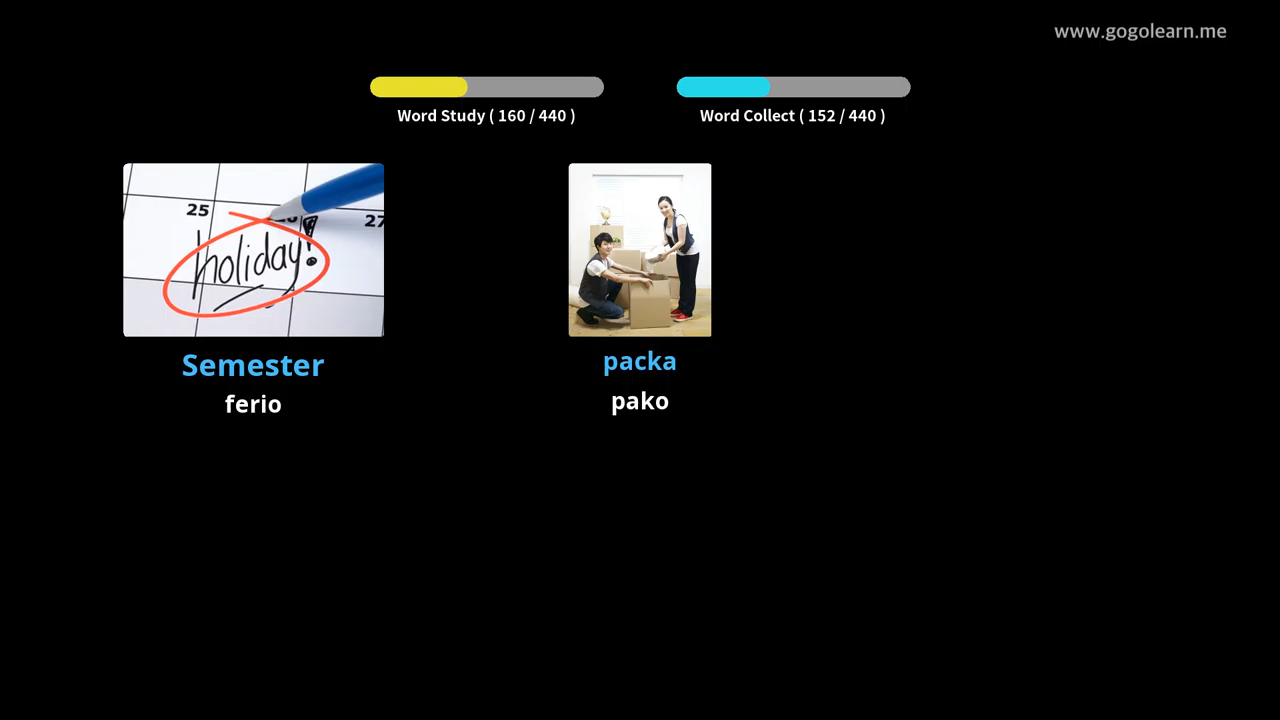 www.gogolearn.me
Word Study ( 160 / 440 )
Word Collect ( 152 / 440 )
25
27
holiday!
Semester
ferio
packa
pako